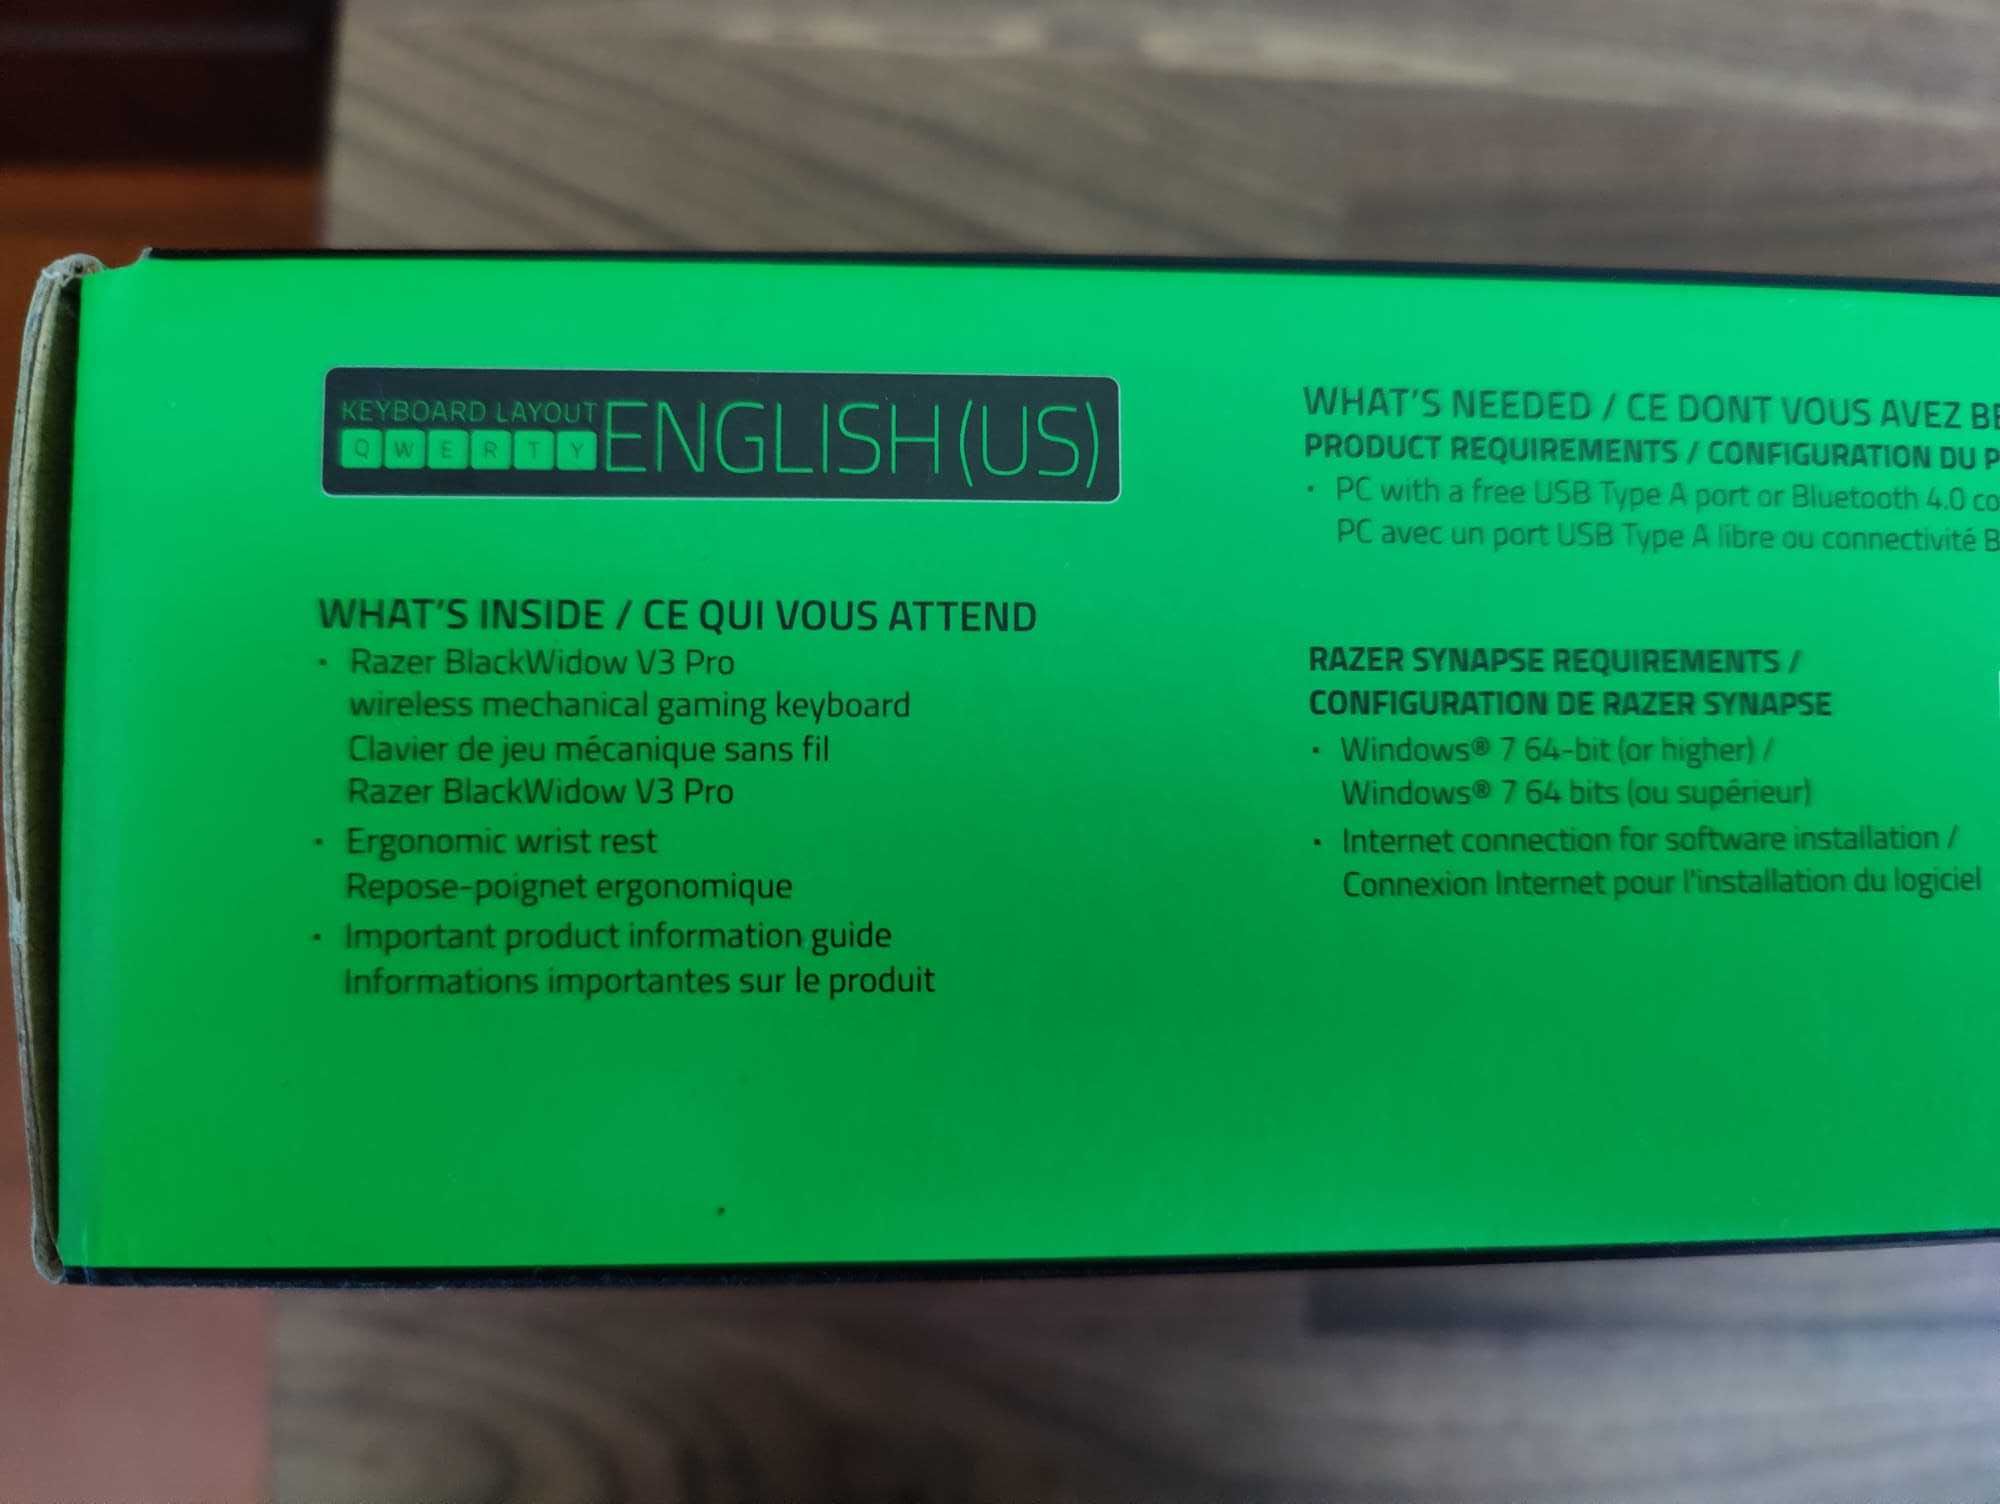 KEYBOARD LAYOUT
QWERTY
ENGLISH (US)
WHAT'S INSIDE / CE QUI VOUS ATTEND
· Razer BlackWidow V3 Pro
wireless mechanical gaming keyboard
Clavier de jeu mécanique sans fil
Razer BlackWidow V3 Pro
· Ergonomic wrist rest
Repose-poignet ergonomique
· Important product information guide
Informations importantes sur le produit
WHAT'S NEEDED / CE DONT VOUS AVEZ
PRODUCT REQUIREMENTS / CONFIGURATION DU
· PC with a free USB Type A port or Bluetooth 4.0
PC avec un port USB Type A libre ou connectivité
RAZER SYNAPSE REQUIREMENTS /
CONFIGURATION DE RAZER SYNAPSE
· Windows® 7 64-bit (or higher) /
Windows® 7 64 bits (ou supérieur)
· Internet connection for software installation /
Connexion Internet pour l'installation du logiciel